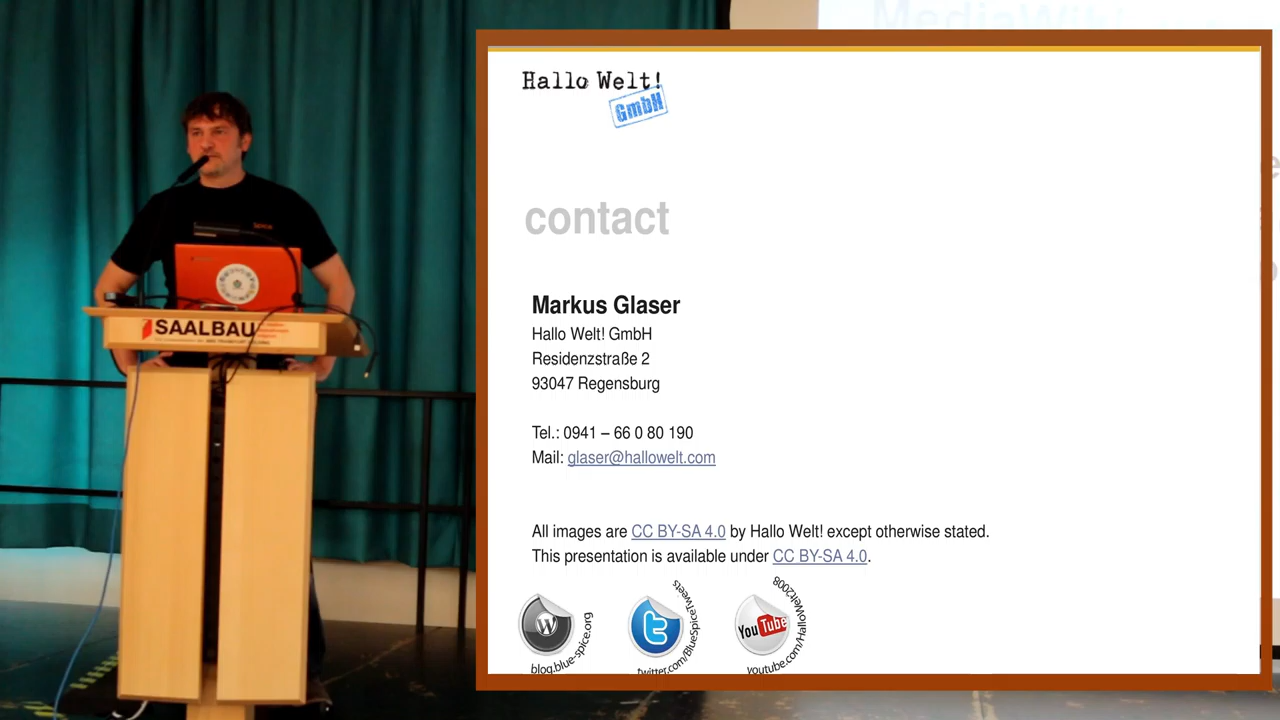 MediaWiki
Hallo Welt!
GmbH
contact
Markus Glaser
Hallo Welt! GmbH
Residenzstraße 2
93047 Regensburg
Tel.: 0941 – 66 0 80 190
Mail: glaser@hallowelt.com
All images are CC BY-SA 4.0 by Hallo Welt! except otherwise stated.
This presentation is available under CC BY-SA 4.0.
blog.blue-spice.org
twitter.com/BlueSpiceTweets
You Tube
youtube.com/HalloWelt2008
SAALBAU